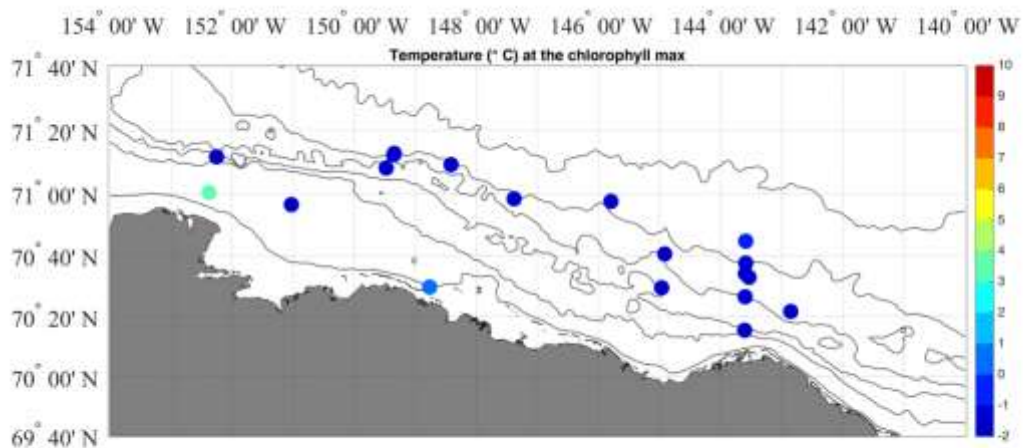 154° 00' W 152° 00' W 150° 00' W 148° 00' W 146° 00' W 144° 00' W 142° 00' W 140° 00' W
Temperature (° C) at the chlorophyll max
71° 40' N
71° 20' N
71° 00' N
70° 40' N
70° 20' N
70° 00' N
69° 40' N
10
9
8
7
6
5
4
3
2
1
0
-1
-2